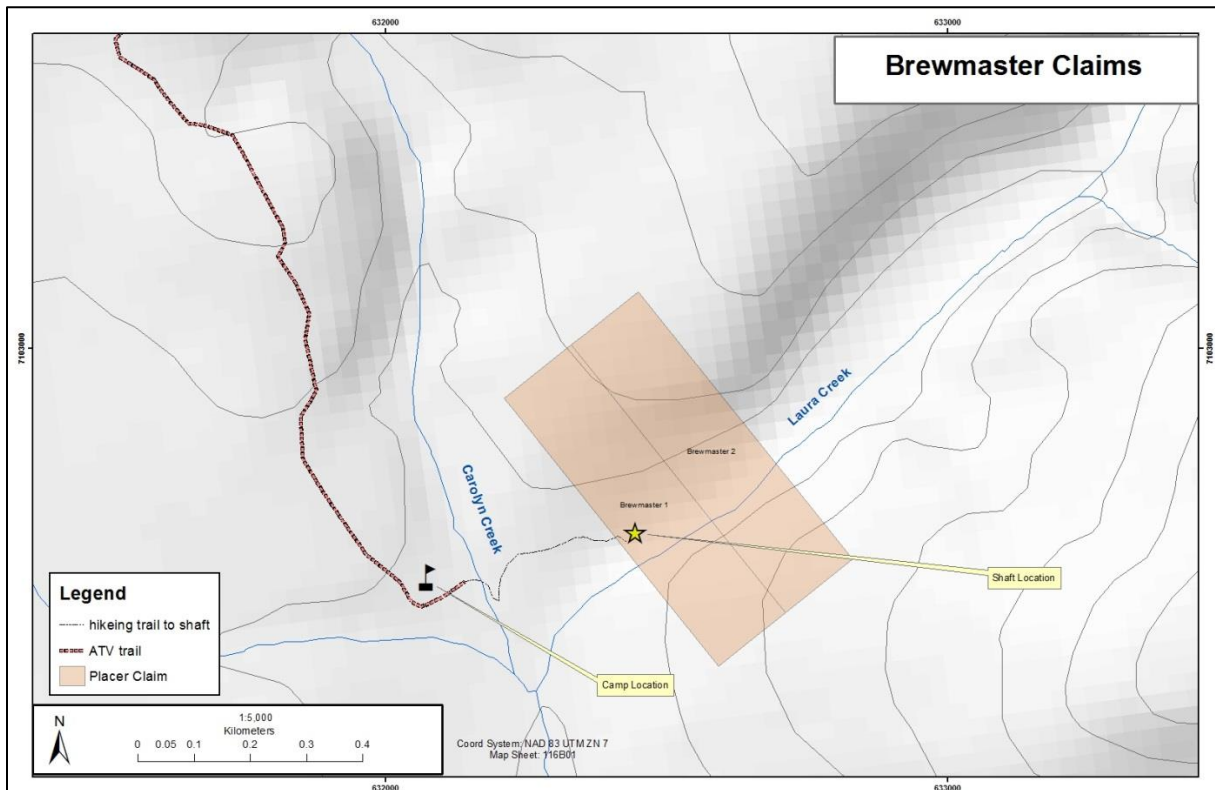 632000
633000
Brewmaster Claims
7103000
7103000
Laura Creek
Brewmaster 2
Carolyn Creek
Brewmaster 1
Shaft Location
Legend
hikeing trail to shaft
ATV trail
Placer Claim
Camp Location
N
1:5,000
Kilometers
0 0.05 0.1 0.2 0.3 0.4
Coord System: NAD 83 UTM ZN 7
Map Sheet: 116B01
632000
633000